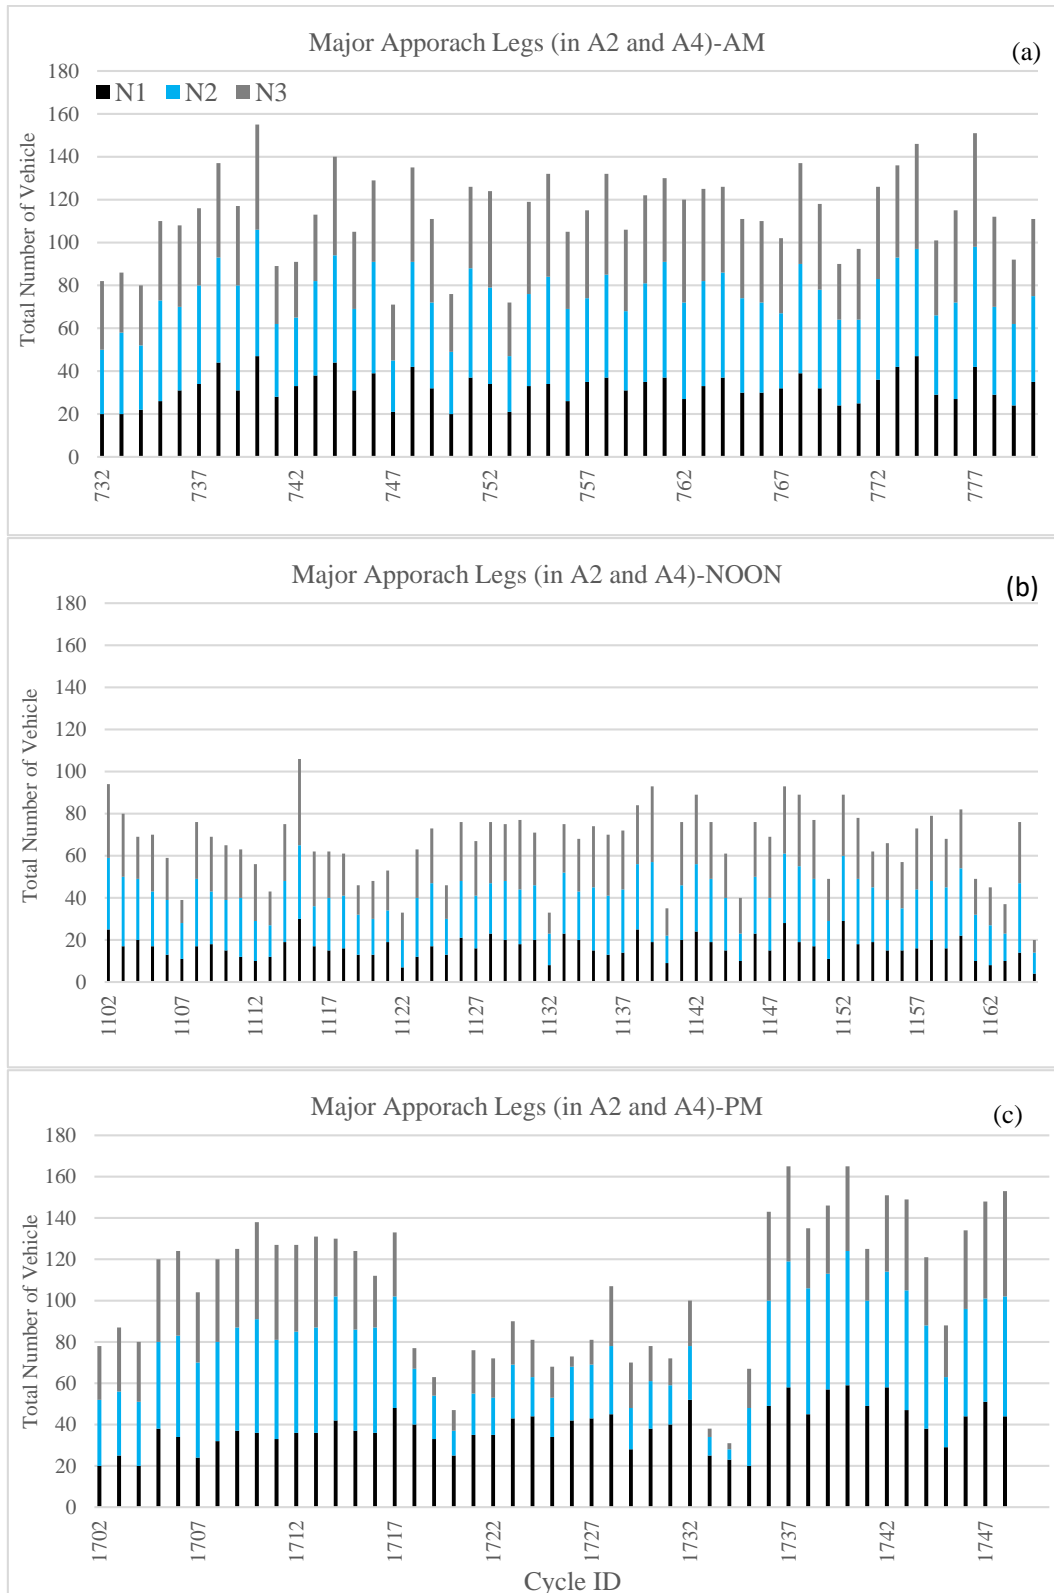 Major Apporach Legs (in A2 and A4)-AM
(a)
N1 N2 N3
Total Number of Vehicle
180
160
140
120
100
80
60
40
20
0
732 737 742 747 752 757 762 767 772 777
Major Apporach Legs (in A2 and A4)-NOON
(b)
Total Number of Vehicle
180
160
140
120
100
80
60
40
20
0
1102 1107 1112 1117 1122 1127 1132 1137 1142 1147 1152 1157 1162
Major Apporach Legs (in A2 and A4)-PM
(c)
Total Number of Vehicle
180
160
140
120
100
80
60
40
20
0
1702 1707 1712 1717 1722 1727 1732 1737 1742 1747
Cycle ID